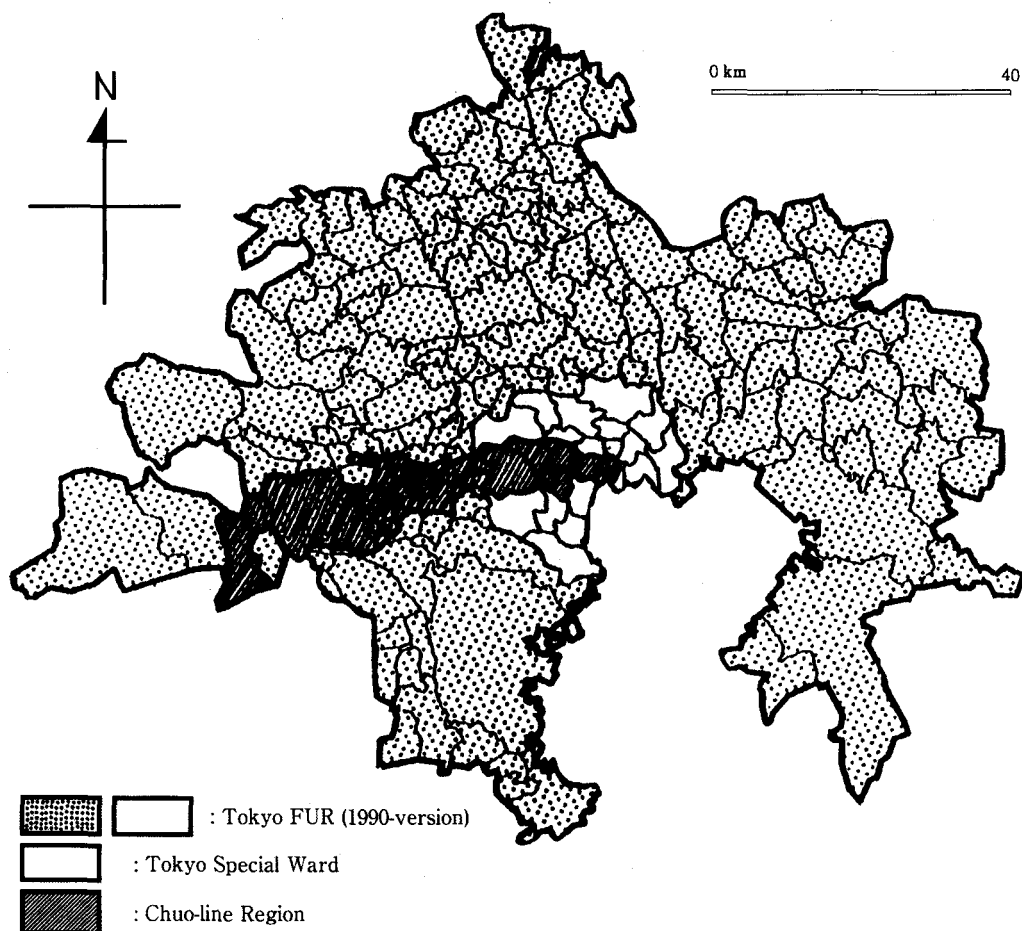 N
0 km 40
: Tokyo FUR (1990-version)
: Tokyo Special Ward
: Chuo-line Region